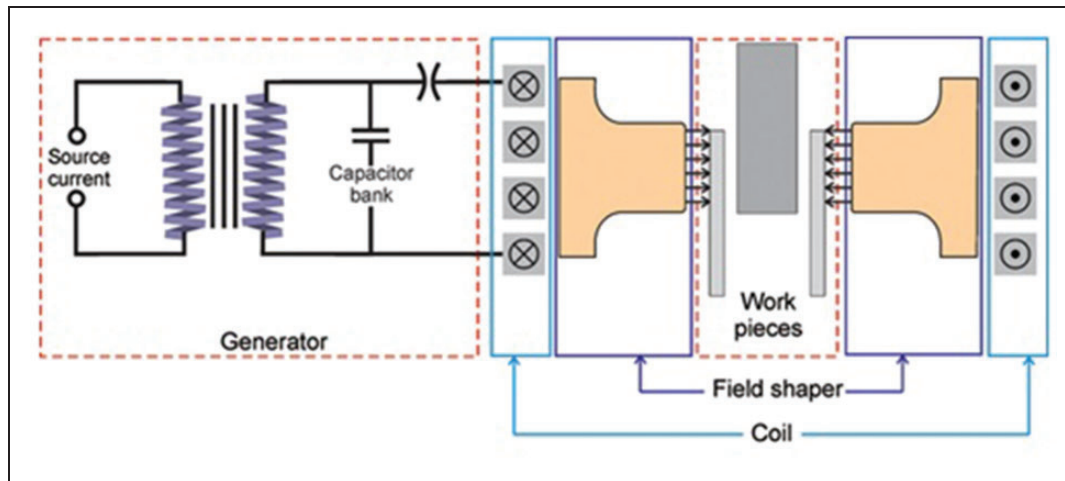 Source
current
Capacitor
bank
Generator
Work
pieces
Field shaper
Coil